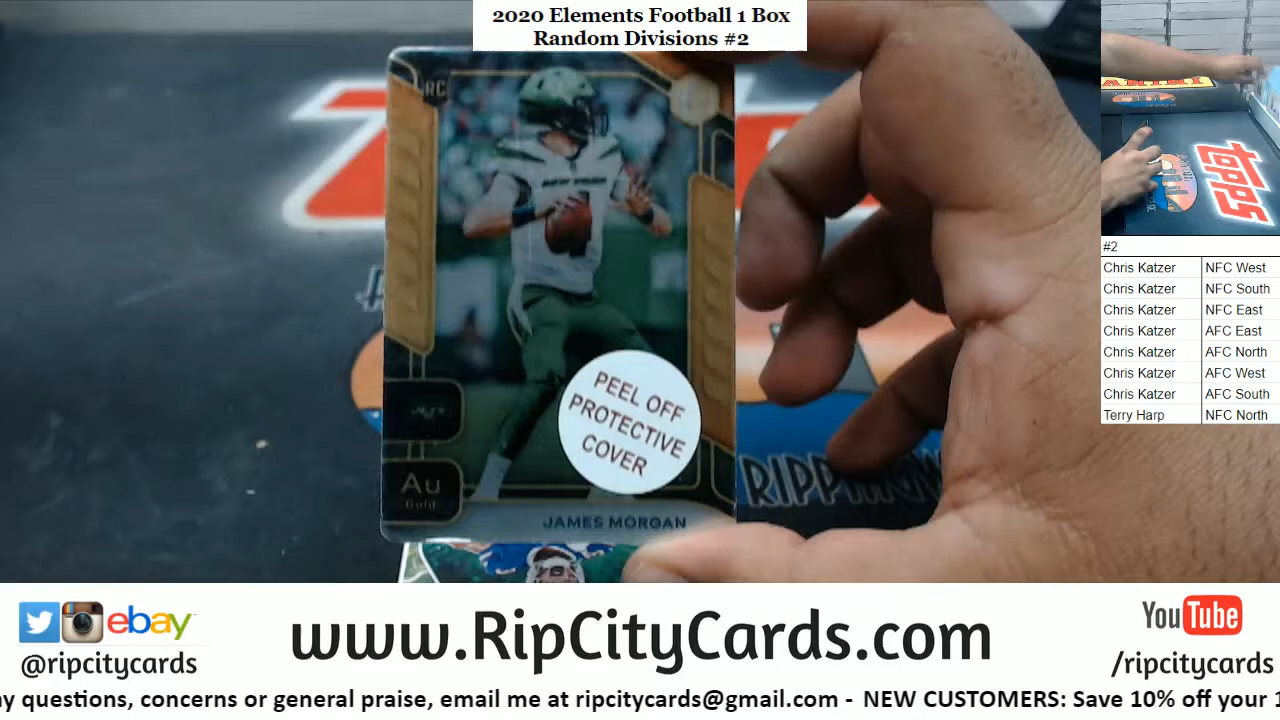 2020 Elements Football 1 Box
Random Divisions #2
RC
NEW YORK
4
PEEL OFF
PROTECTIVE
COVER
Au
Gold
JAMES MORGAN
PANINI
topps
#2
Chris Katzer NFC West
Chris Katzer NFC South
Chris Katzer NFC East
Chris Katzer AFC East
Chris Katzer AFC North
Chris Katzer AFC West
Chris Katzer AFC South
Terry Harp NFC North
ebay
@ripcitycards
www.RipCityCards.com
YouTube
/ripcitycards
y questions, concerns or general praise, email me at ripcitycards@gmail.com - NEW CUSTOMERS: Save 10% off your 1